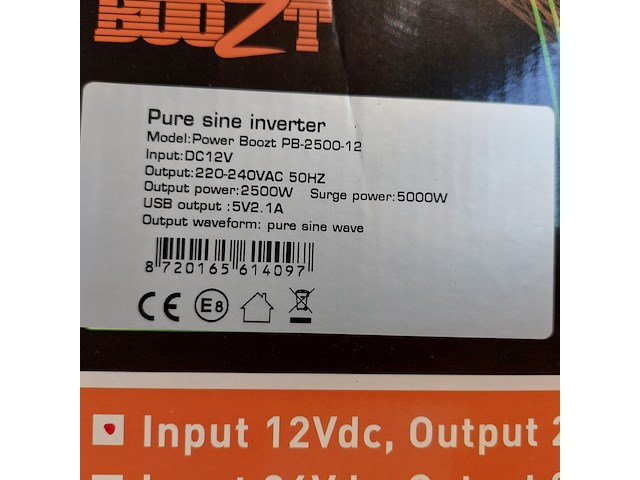 BOOZT
Pure sine inverter
Model:Power Boozt PB-2500-12
Input:DC12V
Output:220-240VAC 50HZ
Output power:2500W Surge power:5000W
USB output :5V2.1A
Output waveform: pure sine wave
8 720165 614097
CE E8
Input 12Vdc, Output 2